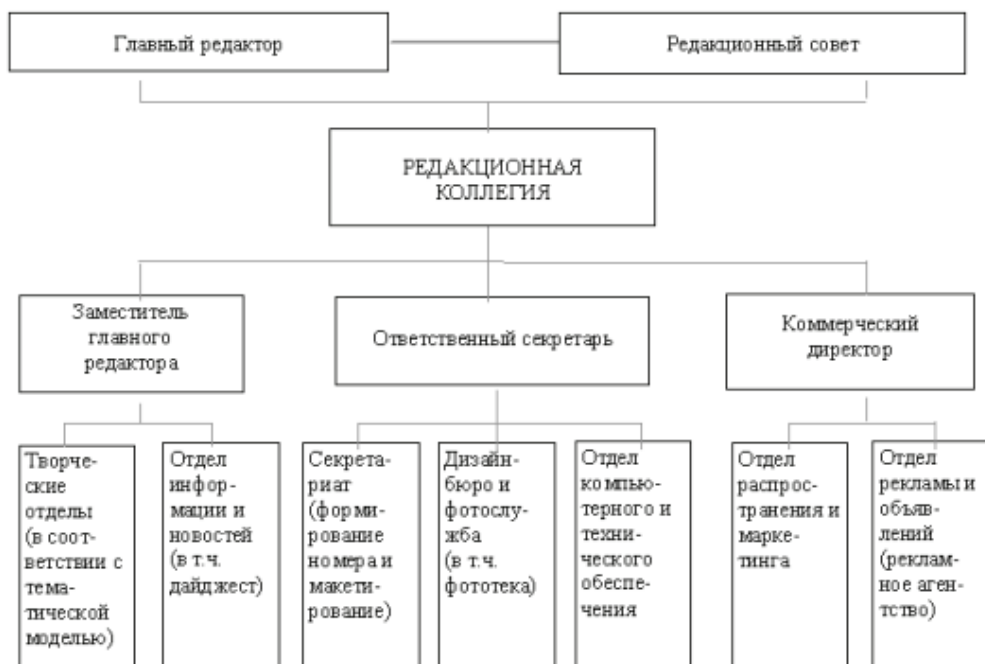 Главный редактор
Редакционный совет
РЕДАКЦИОННАЯ
КОЛЛЕГИЯ
Заместитель
главного
редактора
Ответственный секретарь
Коммерческий
директор
Творче-
ские
отделы
(в соот-
ветствии с
тема-
тической
моделью)
Отдел
инфор-
мации и
новостей
(в т.ч.
дайджест)
Секрета-
риат
(форми-
рование
номера и
макети-
рование)
Дизайн-
бюро и
фотослу-
жба
(в т.ч.
фототека)
Отдел
компью-
терного и
техни-
ческого
обеспе-
чения
Отдел
распрос-
транения и
марке-
тинга
Отдел
рекламы и
объяв-
лений
(реклам-
ное аген-
тство)